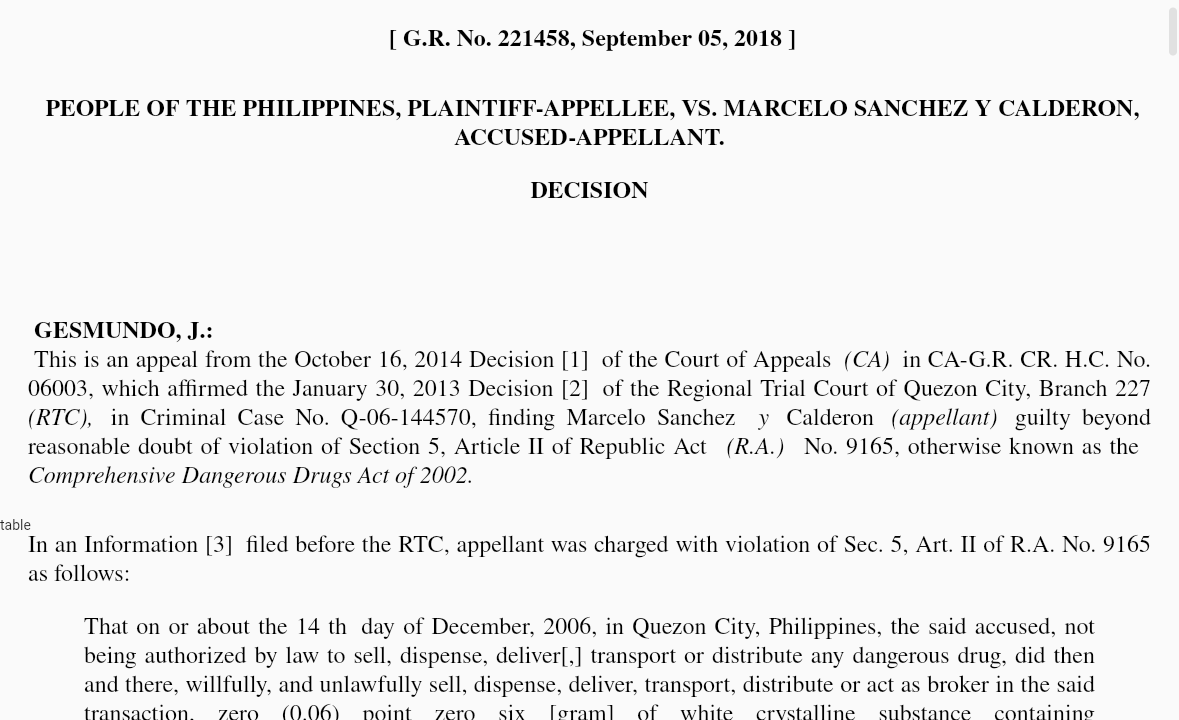 [ G.R. No. 221458, September 05, 2018 ]
PEOPLE OF THE PHILIPPINES, PLAINTIFF-APPELLEE, VS. MARCELO SANCHEZ Y CALDERON,
ACCUSED-APPELLANT.
DECISION
GESMUNDO, J.:
This is an appeal from the October 16, 2014 Decision [1] of the Court of Appeals (CA) in CA-G.R. CR. H.C. No.
06003, which affirmed the January 30, 2013 Decision [2] of the Regional Trial Court of Quezon City, Branch 227
(RTC), in Criminal Case No. Q-06-144570, finding Marcelo Sanchez y Calderon (appellant) guilty beyond
reasonable doubt of violation of Section 5, Article II of Republic Act (R.A.) No. 9165, otherwise known as the
Comprehensive Dangerous Drugs Act of 2002.
table
In an Information [3] filed before the RTC, appellant was charged with violation of Sec. 5, Art. II of R.A. No. 9165
as follows:
That on or about the 14 th day of December, 2006, in Quezon City, Philippines, the said accused, not
being authorized by law to sell, dispense, deliver[,] transport or distribute any dangerous drug, did then
and there, willfully, and unlawfully sell, dispense, deliver, transport, distribute or act as broker in the said
transaction, zero (0.06) point zero six [gram] of white crystalline substance containing